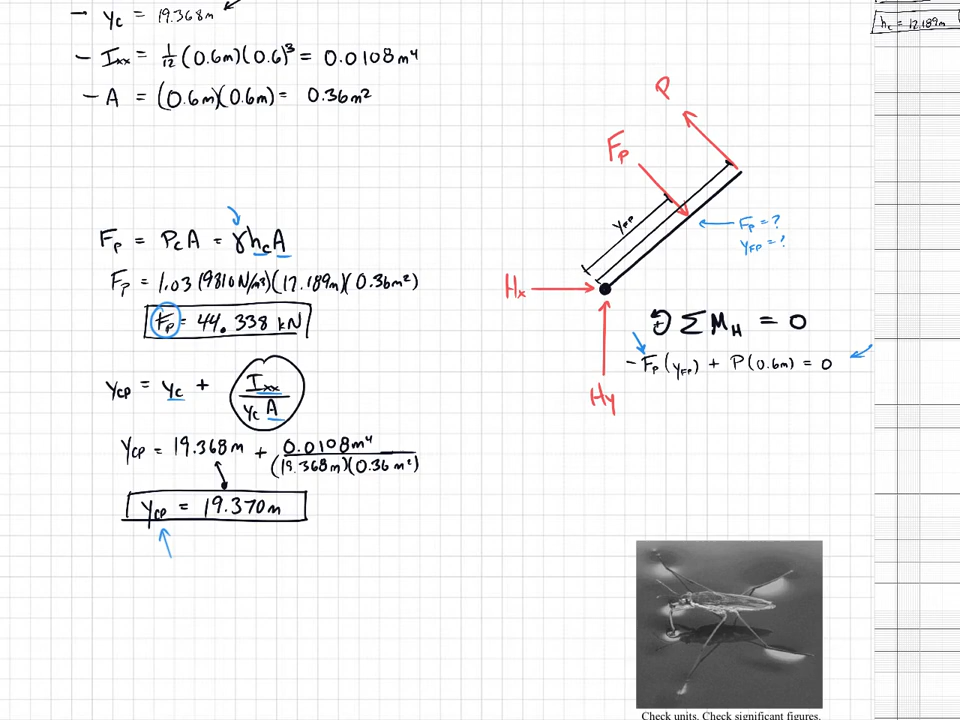 - yc = 19.368m
- Ixx = 1/12 (0.6m)(0.6)³ = 0.0108m⁴
- A = (0.6m)(0.6m) = 0.36m²
Fp = PcA = γhcA
Fp = 1.03(9810N/m³)(12.189m)(0.36m²)
Fp = 44.338 kN
ycp = yc + Ixx / yc A
ycp = 19.368m + 0.0108m⁴ / (19.368m)(0.36m²)
ycp = 19.370m
hc = 12.189m
P
Fp
yFP
Fp = ?
yFP = ?
Hx
Hy
+ ΣMH = 0
-Fp(yFP) + P(0.6m) = 0
Check units. Check significant figures.